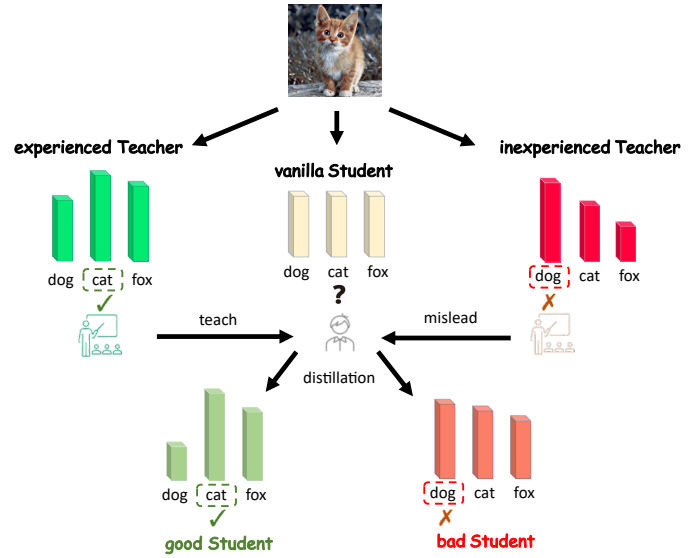 experienced Teacher
inexperienced Teacher
vanilla Student
dog cat fox
dog cat fox
dog cat fox
✓
?
✗
teach
mislead
distillation
dog cat fox
dog cat fox
✓
✗
good Student
bad Student